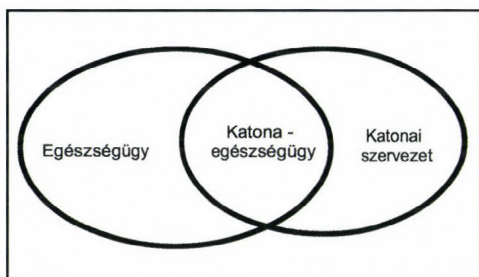 Egészségügy
Katona -
egészségügy
Katonai
szervezet